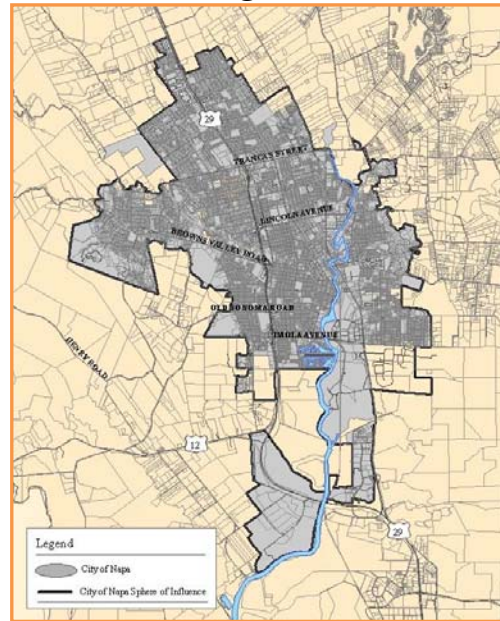 29
TRANCAS STREET
LINCOLN AVENUE
BROWNS VALLEY ROAD
OLD SONOMA ROAD
IMOLA AVENUE
HENRY ROAD
12
29
Legend
City of Napa
City of Napa Sphere of Influence